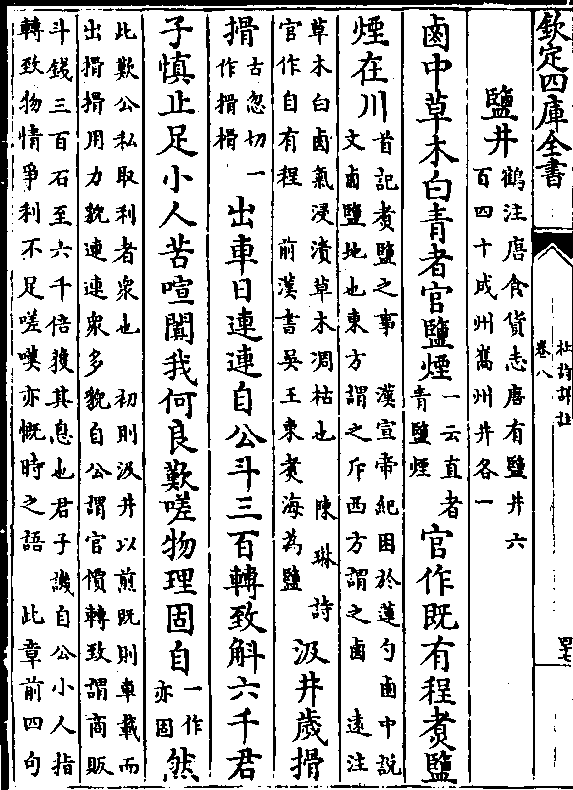 欽定四庫全書
杜詩詳註
卷八
鹽井
鶴注唐食貨志唐有鹽井六
百四十成州嶲州井各一
鹵中草木白青者官鹽煙
一云直者
青鹽煙
官作既有程煑鹽
煙在川
首記煑鹽之事 漢宣帝紀困於蓮勺鹵中説
文鹵鹽地也東方謂之斥西方謂之鹵 遠注
草木白鹵氣浸漬草木凋枯也 陳琳詩
官作自有程 前漢書吳王東煑海為鹽
汲井歲搰
搰
古忽切一
作榾榾
出車日連連自公斗三百轉致斛六千君
子慎止足小人苦喧闐我何良歎嗟物理固自
一作
亦固
然
此歎公私取利者衆也 初則汲井以煎既則車載而
出搰搰用力貌連連衆多貌自公謂官價轉致謂商販
斗錢三百石至六千倍獲其息也君子譏自公小人指
轉致物情爭利不足嗟嘆亦慨時之語 此章前四句